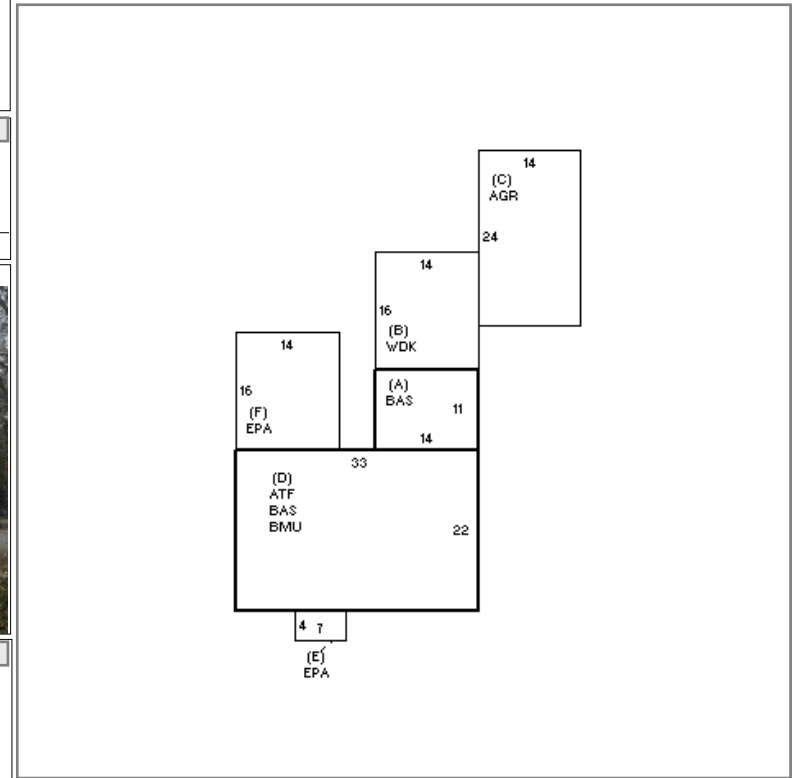 14
(C)
AGR
24
14
16
(B)
WDK
14
16
(F)
EPA
(A)
BAS
11
14
33
(D)
ATF
BAS
BMU
22
4 7
(E)
EPA